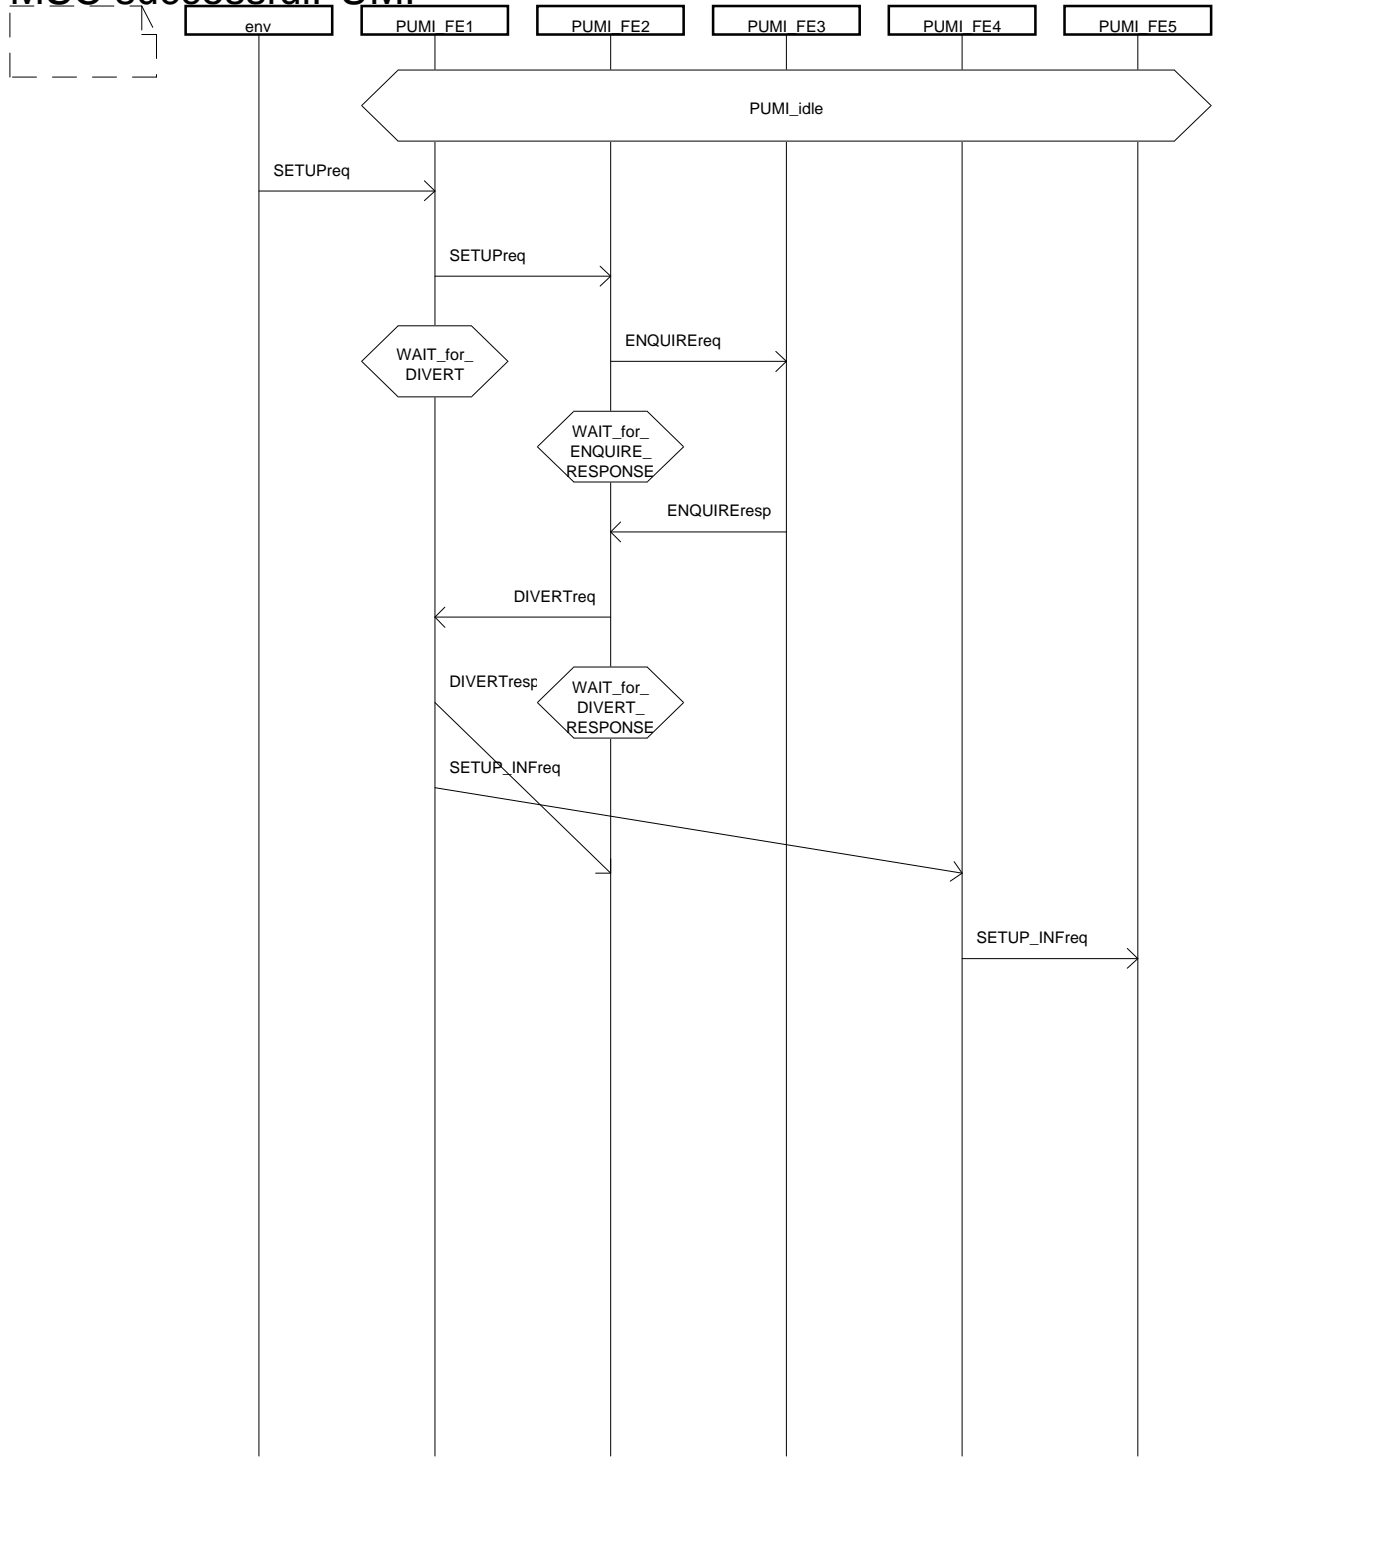 env
PUMI_FE1
PUMI_FE2
PUMI_FE3
PUMI_FE4
PUMI_FE5
PUMI_idle
SETUPreq
SETUPreq
ENQUIREreq
WAIT_for_
DIVERT
WAIT_for_
ENQUIRE_
RESPONSE
ENQUIREresp
DIVERTreq
DIVERTresp
WAIT_for_
DIVERT_
RESPONSE
SETUP_INFreq
SETUP_INFreq